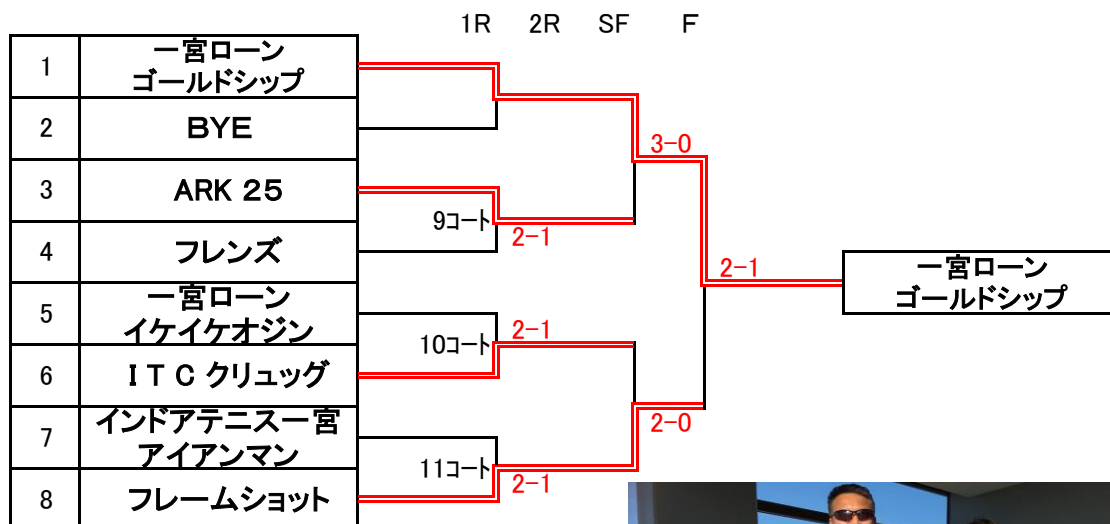 1R 2R SF F
1 一宮ローン
ゴールドシップ
2 BYE
3 ARK 25
4 フレンズ
5 一宮ローン
イケイケオジン
6 ＩＴＣ クリュッグ
7 インドアテニス一宮
アイアンマン
8 フレームショット
9コート
2-1
10コート
2-1
11コート
2-1
3-0
2-0
2-1
一宮ローン
ゴールドシップ